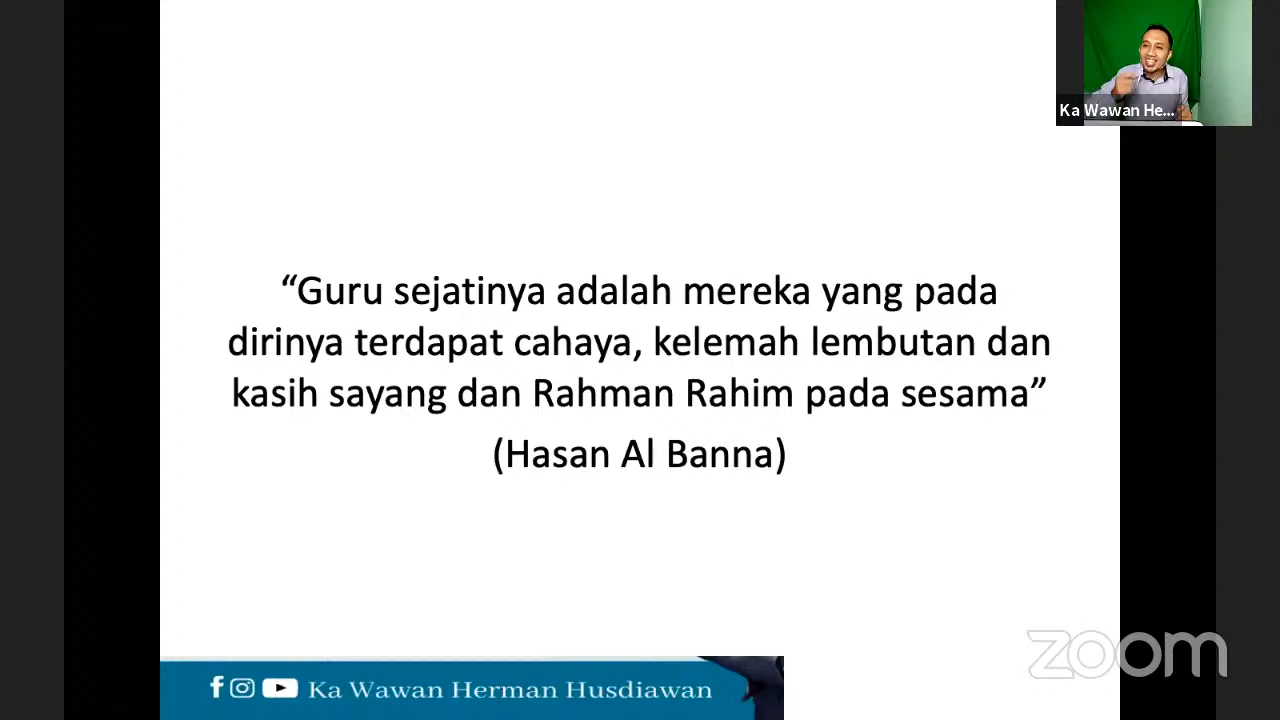 Ka Wawan He...
“Guru sejatinya adalah mereka yang pada
dirinya terdapat cahaya, kelemah lembutan dan
kasih sayang dan Rahman Rahim pada sesama”
(Hasan Al Banna)
zoom
Ka Wawan Herman Husdiawan